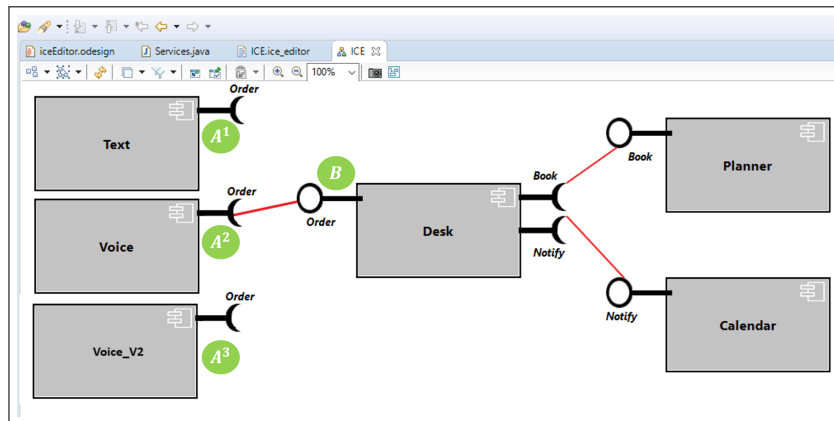 iceEditor.odesign
Services.java
ICE.ice_editor
ICE
100%
Order
Text
A¹
Order
Voice
A²
B
Order
Desk
Book
Notify
Book
Planner
Notify
Calendar
Order
Voice_V2
A³